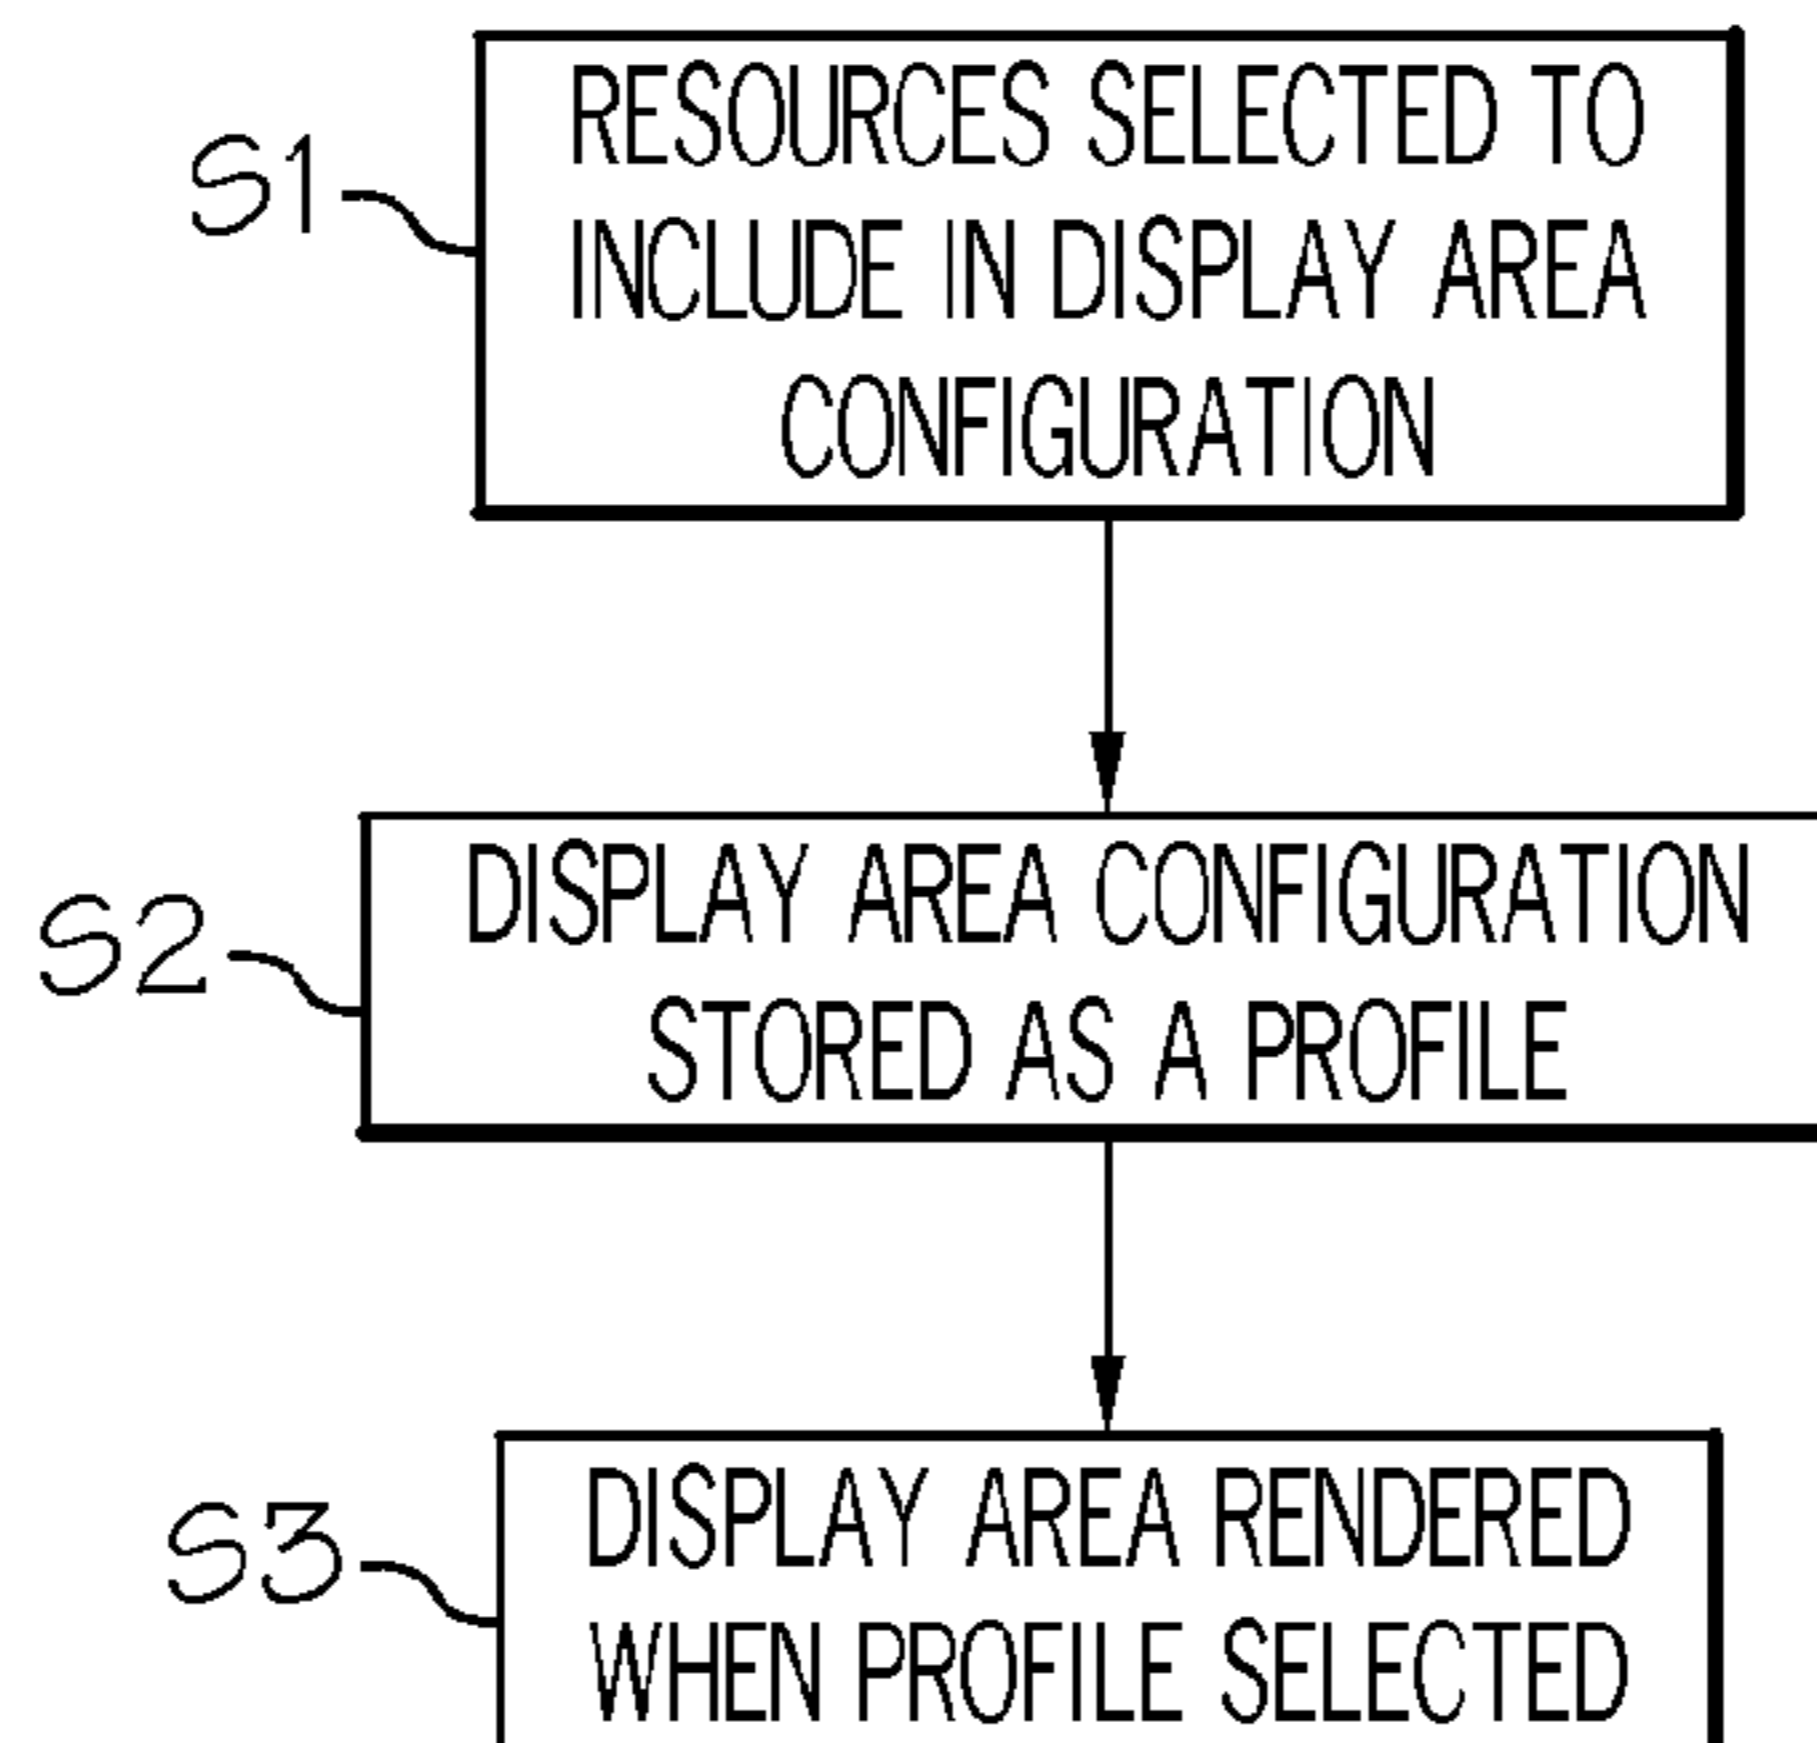 S1
RESOURCES SELECTED TO
INCLUDE IN DISPLAY AREA
CONFIGURATION
S2
DISPLAY AREA CONFIGURATION
STORED AS A PROFILE
S3
DISPLAY AREA RENDERED
WHEN PROFILE SELECTED